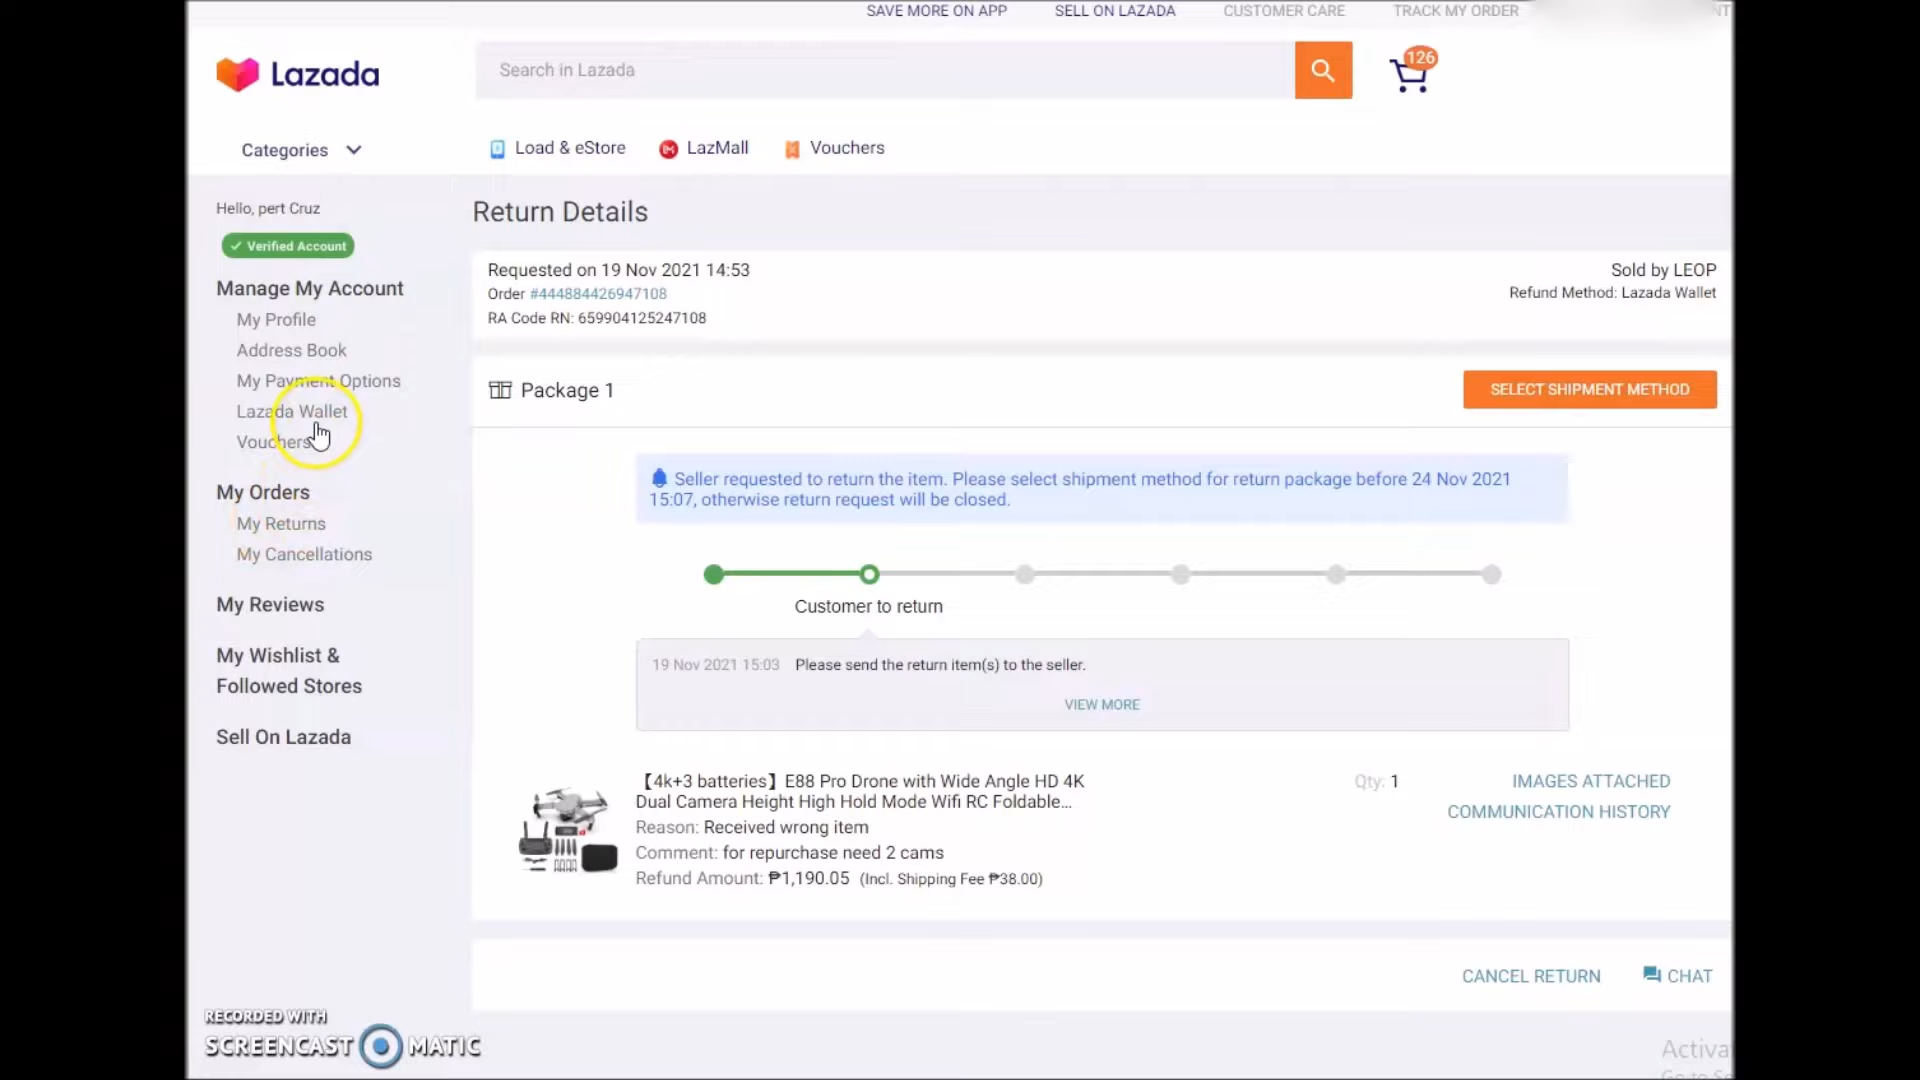 SAVE MORE ON APP SELL ON LAZADA CUSTOMER CARE TRACK MY ORDER
Lazada
Search in Lazada
126
Categories
Load & eStore LazMall Vouchers
Hello, pert Cruz
Verified Account
Manage My Account
My Profile
Address Book
My Payment Options
Lazada Wallet
Vouchers
My Orders
My Returns
My Cancellations
My Reviews
My Wishlist &
Followed Stores
Sell On Lazada
Return Details
Requested on 19 Nov 2021 14:53
Sold by LEOP
Order #444884426947108
Refund Method: Lazada Wallet
RA Code RN: 659904125247108
Package 1
SELECT SHIPMENT METHOD
Seller requested to return the item. Please select shipment method for return package before 24 Nov 2021
15:07, otherwise return request will be closed.
Customer to return
19 Nov 2021 15:03 Please send the return item(s) to the seller.
VIEW MORE
【4k+3 batteries】E88 Pro Drone with Wide Angle HD 4K
Dual Camera Height High Hold Mode Wifi RC Foldable...
Qty: 1
IMAGES ATTACHED
COMMUNICATION HISTORY
Reason: Received wrong item
Comment: for repurchase need 2 cams
Refund Amount: ₱1,190.05 (Incl. Shipping Fee ₱38.00)
CANCEL RETURN
CHAT
RECORDED WITH
SCREENCAST MATIC